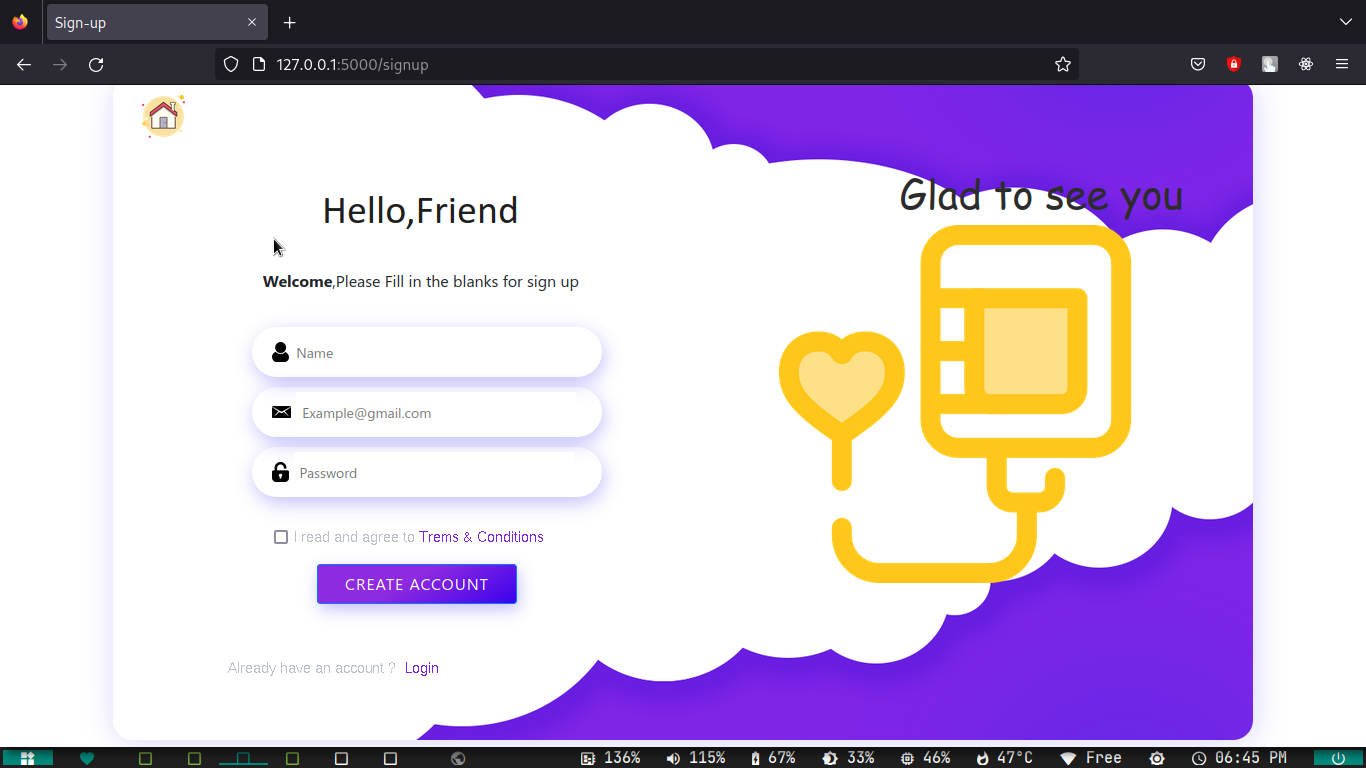 Sign-up
127.0.0.1:5000/signup
Glad to see you
Hello,Friend
Welcome,Please Fill in the blanks for sign up
Name
Example@gmail.com
Password
I read and agree to Trems & Conditions
CREATE ACCOUNT
Already have an account ? Login
136% 115% 67% 33% 46% 47°C Free 06:45 PM